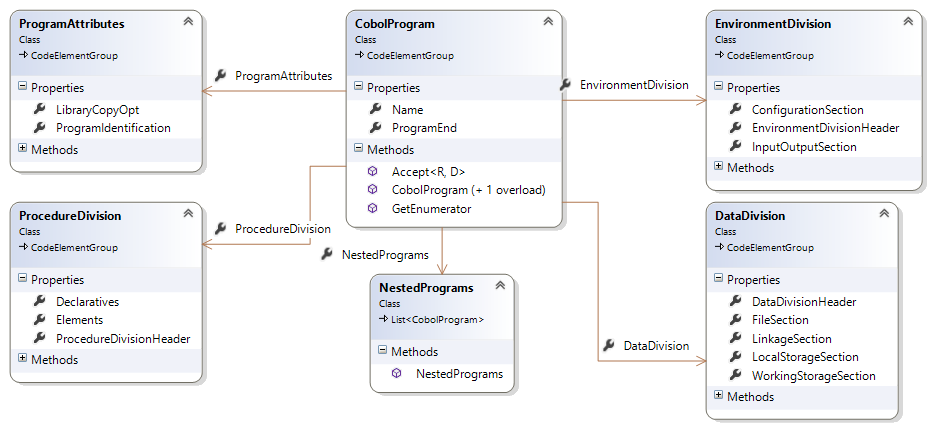 ProgramAttributes
Class
CodeElementGroup
Properties
LibraryCopyOpt
ProgramIdentification
Methods
ProgramAttributes
CobolProgram
Class
CodeElementGroup
Properties
Name
ProgramEnd
Methods
Accept<R, D>
CobolProgram (+ 1 overload)
GetEnumerator
EnvironmentDivision
EnvironmentDivision
Class
CodeElementGroup
Properties
ConfigurationSection
EnvironmentDivisionHeader
InputOutputSection
Methods
ProcedureDivision
Class
CodeElementGroup
Properties
Declaratives
Elements
ProcedureDivisionHeader
Methods
ProcedureDivision
NestedPrograms
NestedPrograms
Class
List<CobolProgram>
Methods
NestedPrograms
DataDivision
DataDivision
Class
CodeElementGroup
Properties
DataDivisionHeader
FileSection
LinkageSection
LocalStorageSection
WorkingStorageSection
Methods